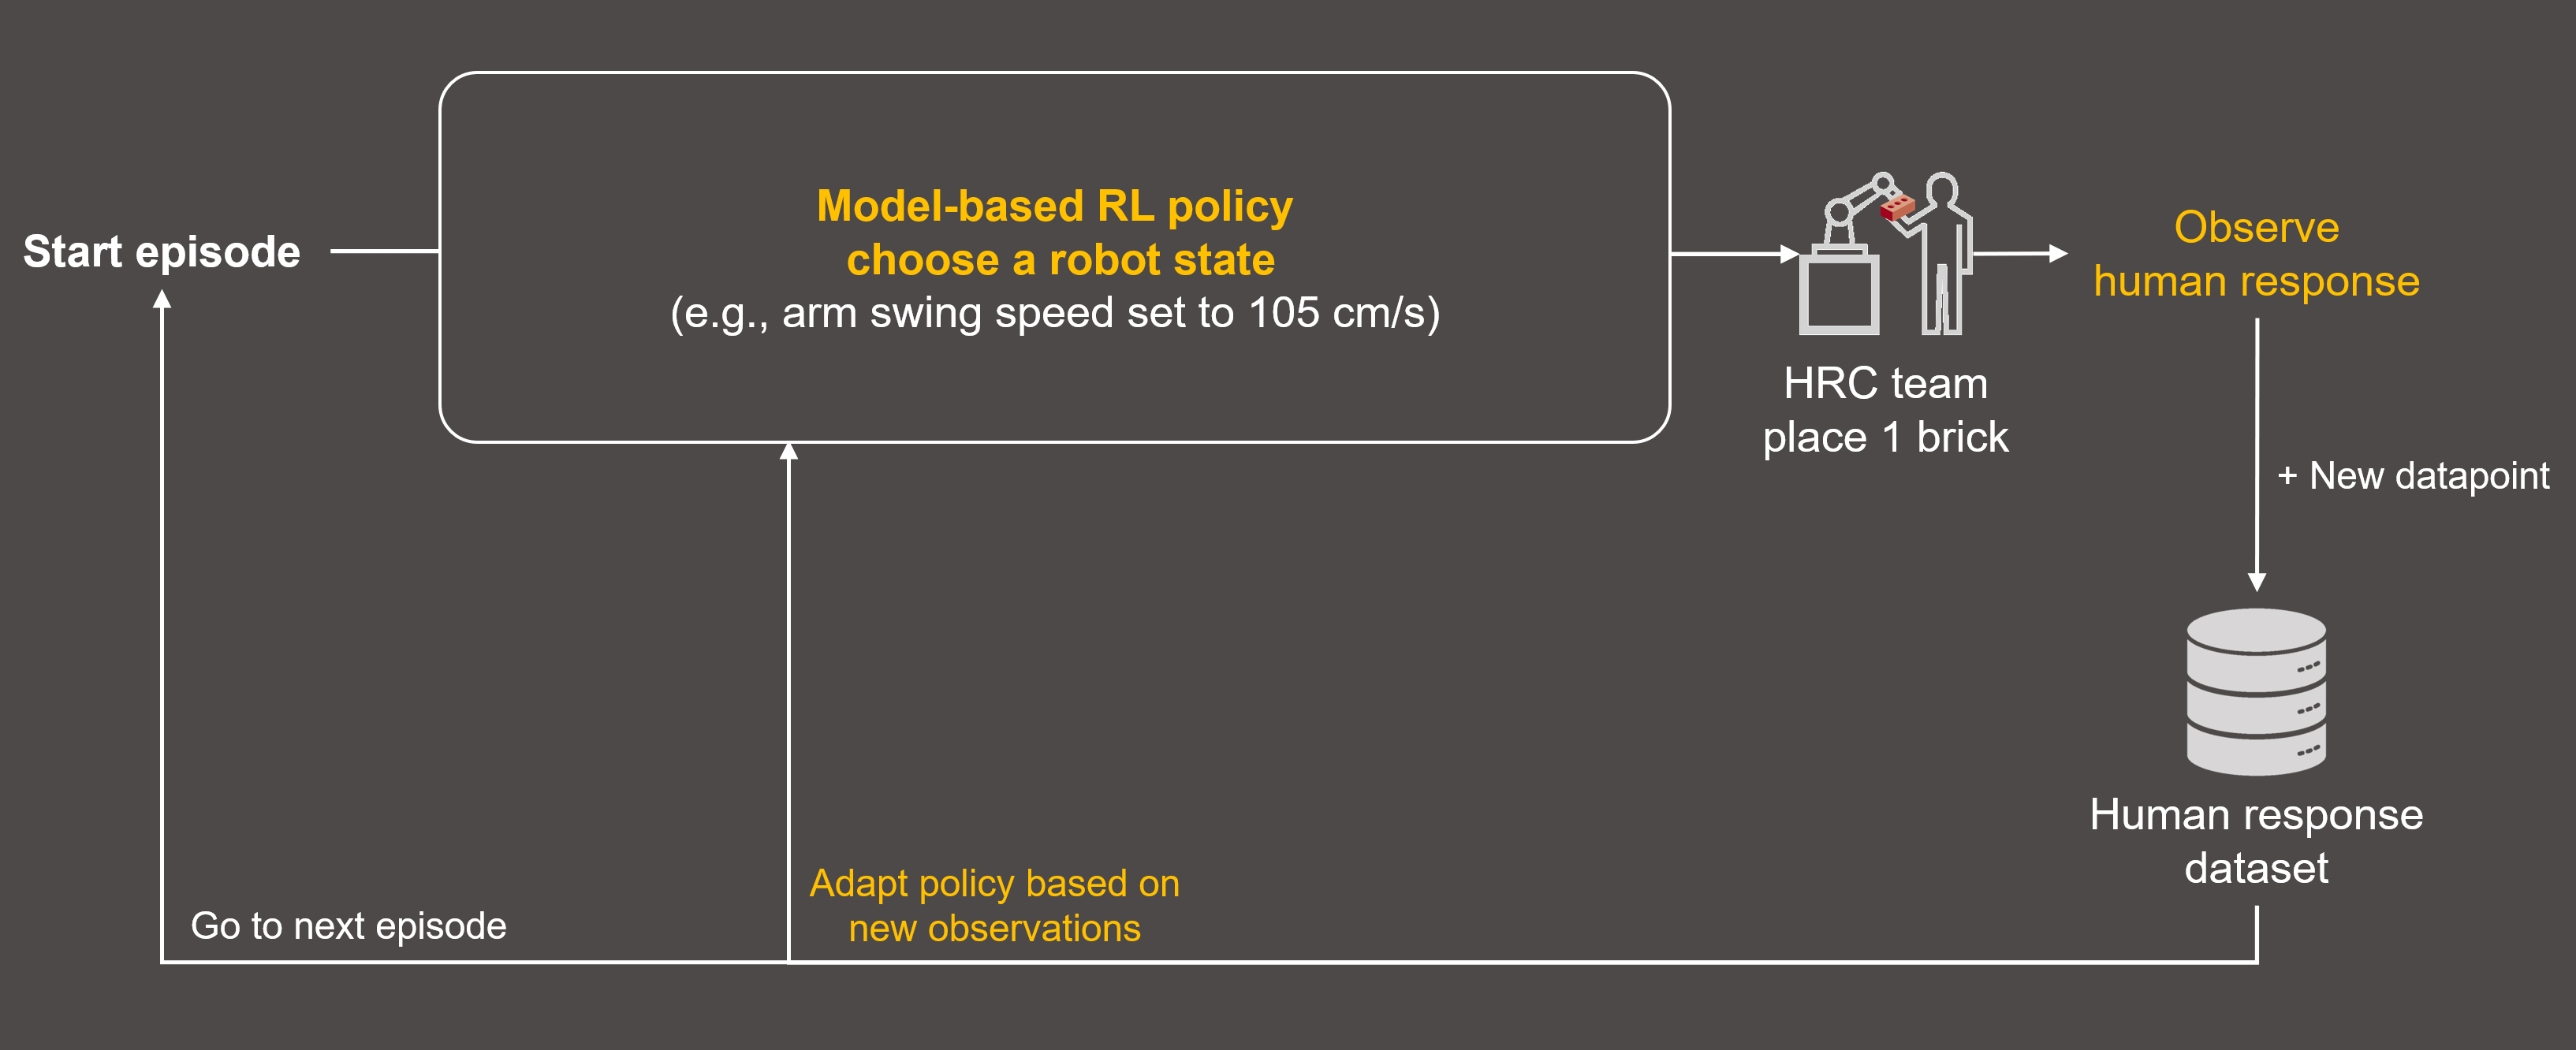 Start episode
Model-based RL policy
choose a robot state
(e.g., arm swing speed set to 105 cm/s)
HRC team
place 1 brick
Observe
human response
+ New datapoint
Human response
dataset
Adapt policy based on
new observations
Go to next episode